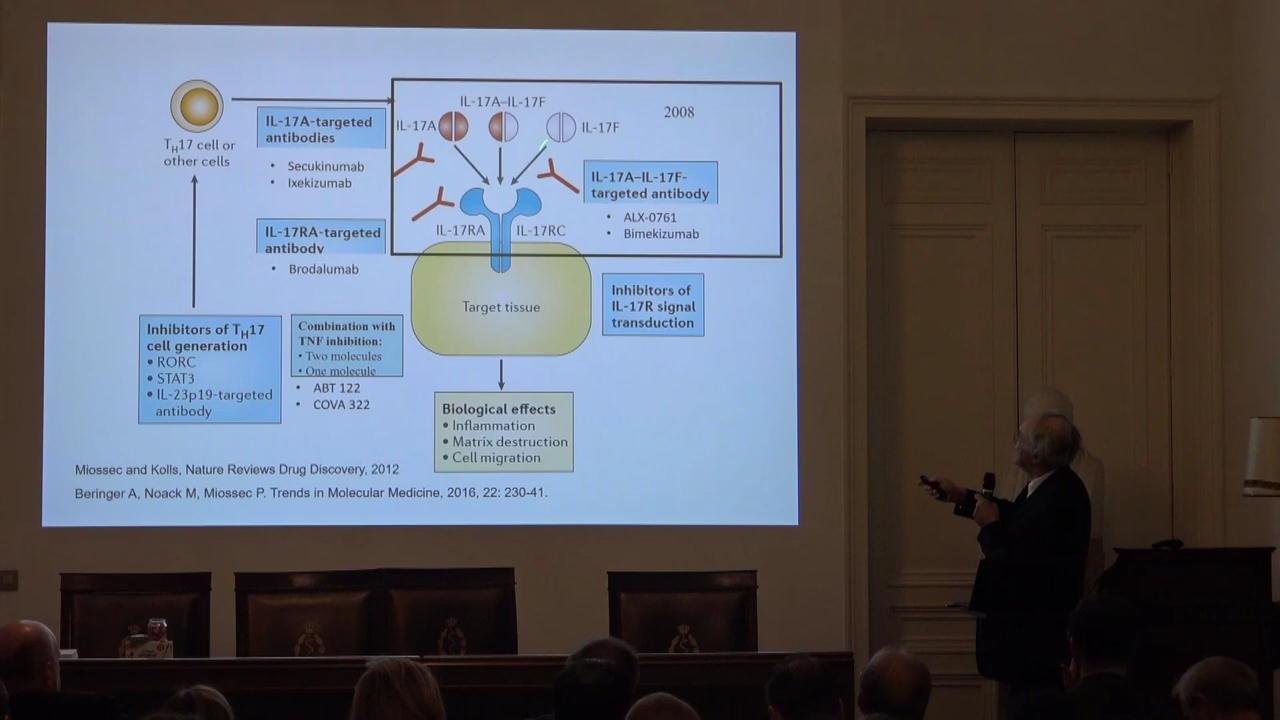 IL-17A–IL-17F
2008
IL-17A
IL-17F
T_H17 cell or
other cells
IL-17A-targeted
antibodies
• Secukinumab
• Ixekizumab
IL-17A–IL-17F-
targeted antibody
• ALX-0761
• Bimekizumab
IL-17RA-targeted
antibody
• Brodalumab
IL-17RA
IL-17RC
Target tissue
Inhibitors of
IL-17R signal
transduction
Inhibitors of T_H17
cell generation
• RORC
• STAT3
• IL-23p19-targeted
antibody
Combination with
TNF inhibition:
• Two molecules
• One molecule
• ABT 122
• COVA 322
Biological effects
• Inflammation
• Matrix destruction
• Cell migration
Miossec and Kolls, Nature Reviews Drug Discovery, 2012
Beringer A, Noack M, Miossec P. Trends in Molecular Medicine, 2016, 22: 230-41.